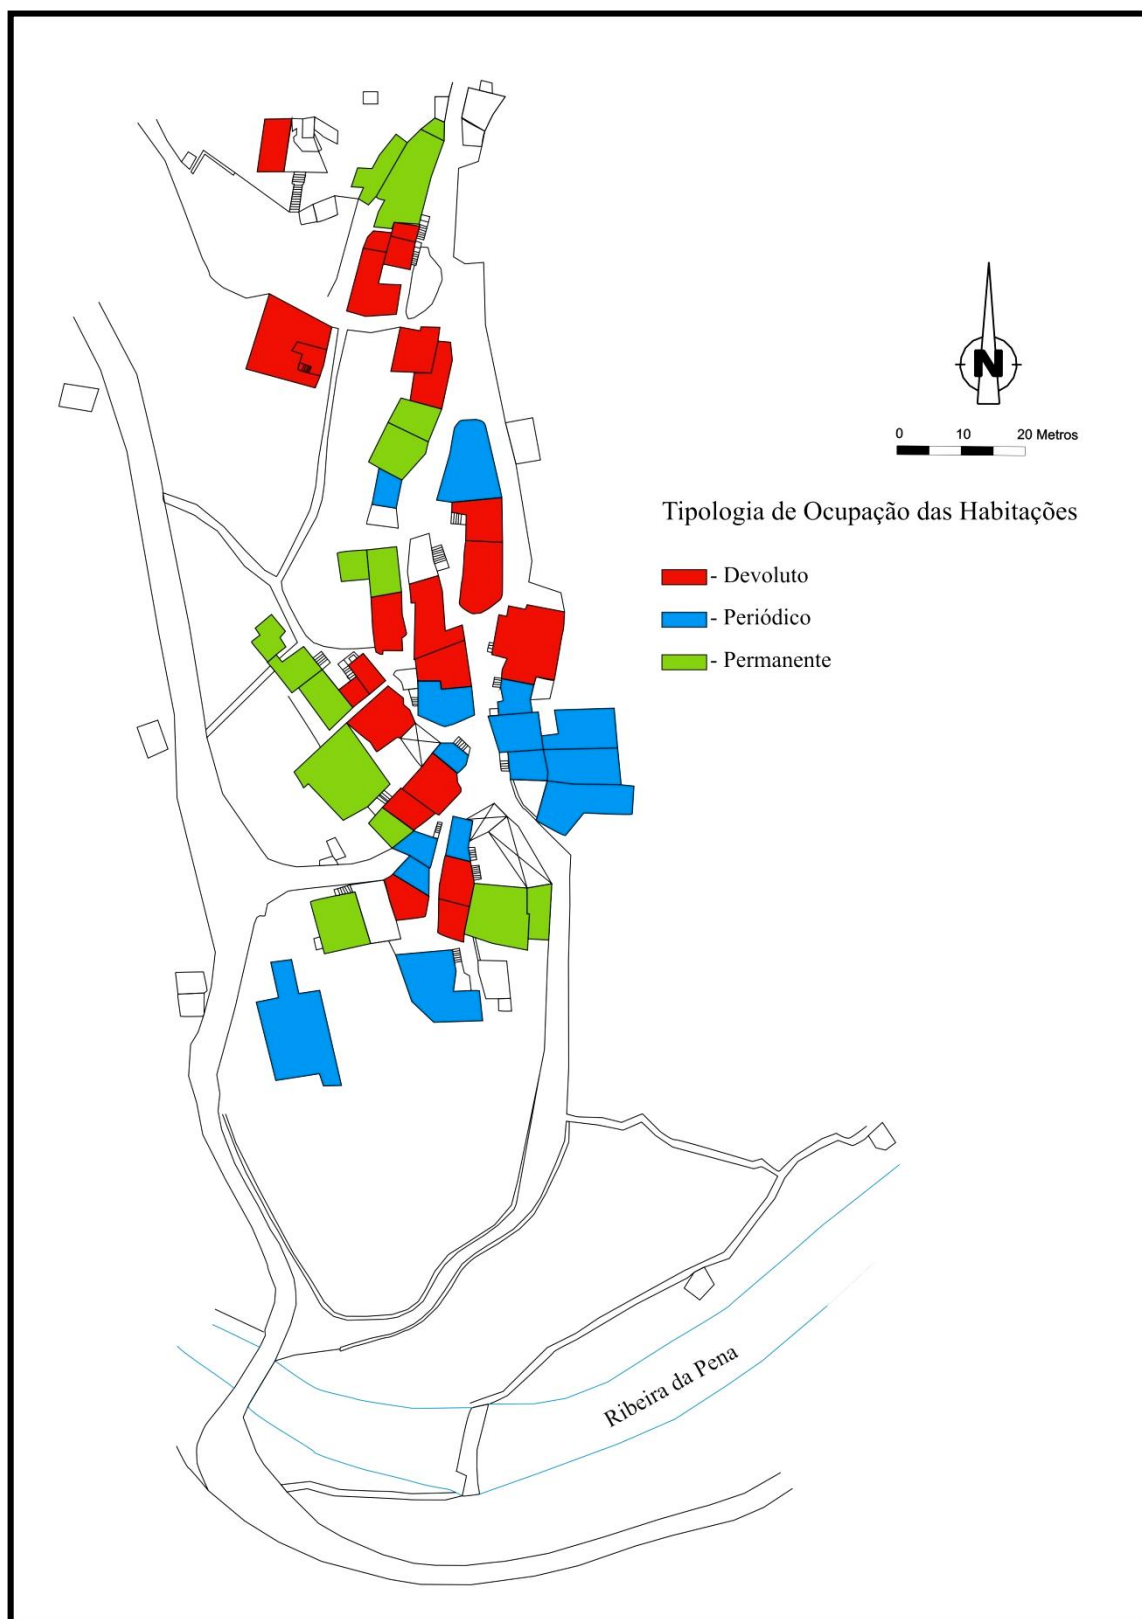 N
0 10 20 Metros
Tipologia de Ocupação das Habitações
- Devoluto
- Periódico
- Permanente
Ribeira da Pena